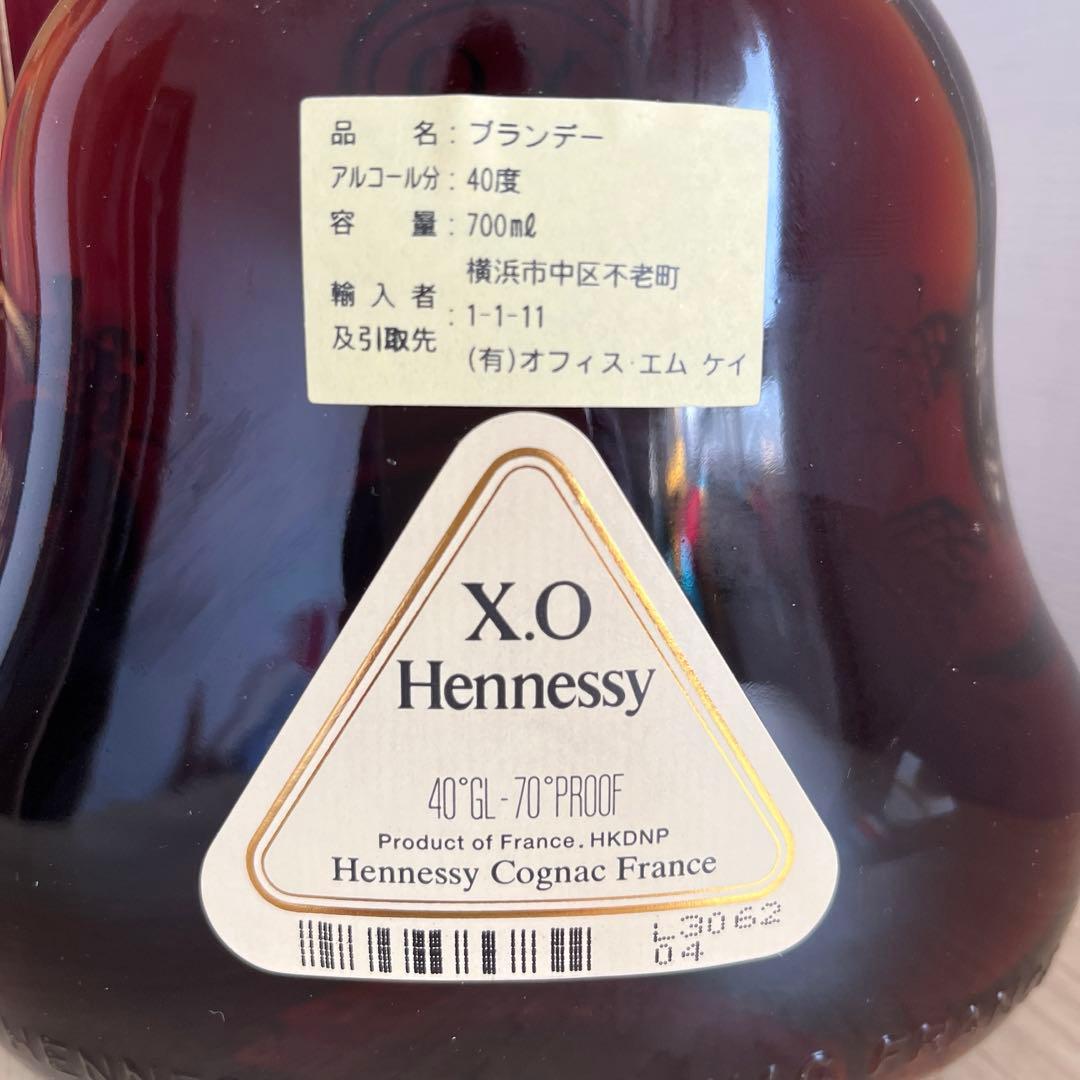 品名：ブランデー
アルコール分：40度
容量：700㎖
輸入者及引取先：横浜市中区不老町
1-1-11
(有)オフィス・エム ケイ
X.O
Hennessy
40°GL-70°PROOF
Product of France. HKDNP
Hennessy Cognac France
L3062
04